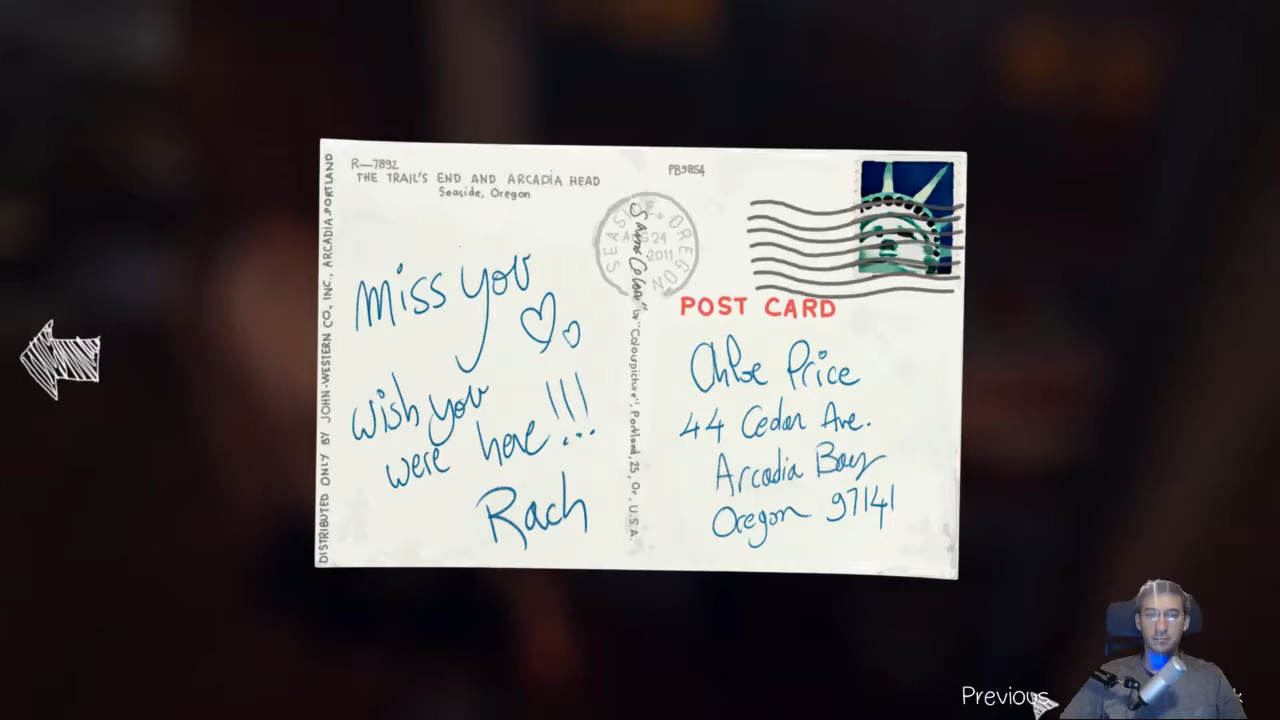 R—7892
THE TRAIL'S END AND ARCADIA HEAD
Seaside, Oregon
PB9854
DISTRIBUTED ONLY BY JOHN-WESTERN CO., INC., ARCADIA-PORTLAND
SEASIDE, OREGON
AUG 24
2011
by "Colourpicture", Portland, 25, Or., U.S.A.
POST CARD
Miss you
wish you
were here!!!
Rach
Chloe Price
44 Cedar Ave.
Arcadia Bay
Oregon 97141
Previous